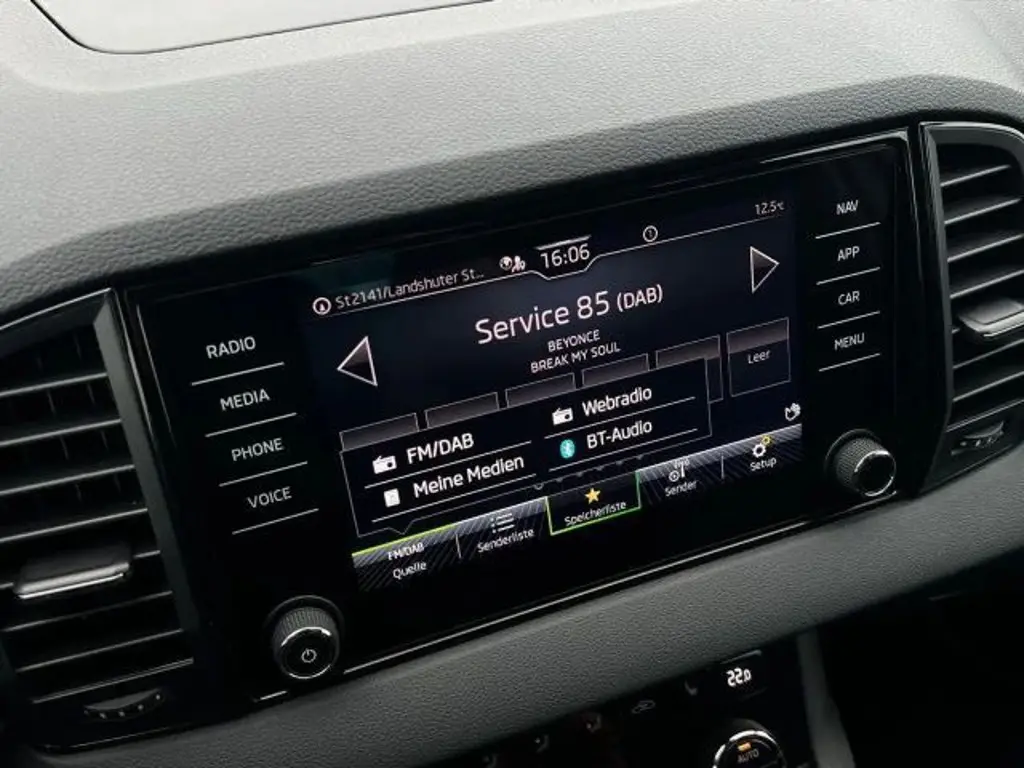 12.5°C
St2141/Landshuter St...
16:06
1
Service 85 (DAB)
BEYONCE
BREAK MY SOUL
Leer
FM/DAB
Webradio
Meine Medien
BT-Audio
FM/DAB
Quelle
Senderliste
Speicherliste
Sender
Setup
RADIO
MEDIA
PHONE
VOICE
NAV
APP
CAR
MENU
22.0
AUTO